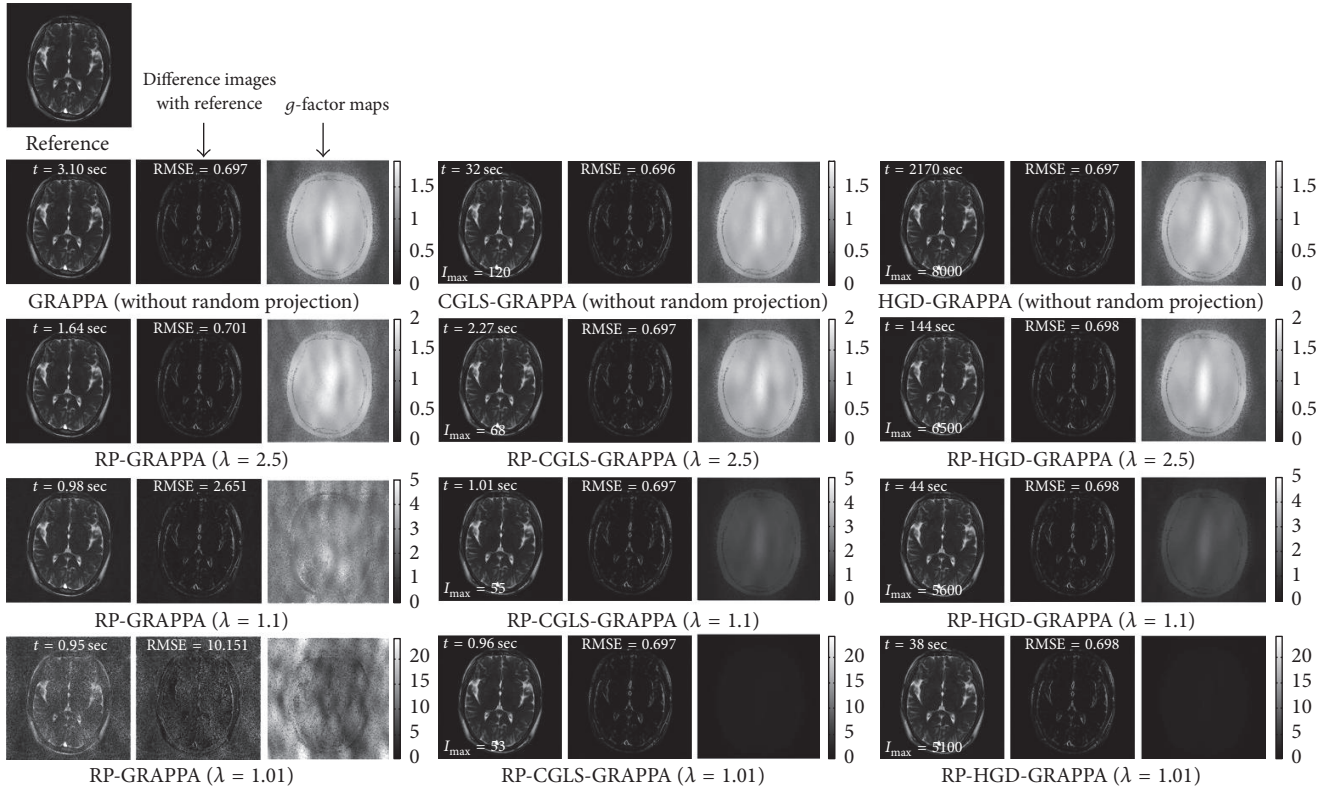 Difference images
with reference
g-factor maps
Reference
t = 3.10 sec
RMSE = 0.697
1.5
1
0.5
0
t = 32 sec
RMSE = 0.696
I max = 120
1.5
1
0.5
0
t = 2170 sec
RMSE = 0.697
I max = 8000
1.5
1
0.5
0
GRAPPA (without random projection)
CGLS-GRAPPA (without random projection)
HGD-GRAPPA (without random projection)
t = 1.64 sec
RMSE = 0.701
2
1.5
1
0.5
0
t = 2.27 sec
RMSE = 0.697
I max = 68
2
1.5
1
0.5
0
t = 144 sec
RMSE = 0.698
I max = 6500
2
1.5
1
0.5
0
RP-GRAPPA (λ = 2.5)
RP-CGLS-GRAPPA (λ = 2.5)
RP-HGD-GRAPPA (λ = 2.5)
t = 0.98 sec
RMSE = 2.651
5
4
3
2
1
0
t = 1.01 sec
RMSE = 0.697
I max = 55
5
4
3
2
1
0
t = 44 sec
RMSE = 0.698
I max = 5600
5
4
3
2
1
0
RP-GRAPPA (λ = 1.1)
RP-CGLS-GRAPPA (λ = 1.1)
RP-HGD-GRAPPA (λ = 1.1)
t = 0.95 sec
RMSE = 10.151
20
15
10
5
0
t = 0.96 sec
RMSE = 0.697
I max = 53
20
15
10
5
0
t = 38 sec
RMSE = 0.698
I max = 5100
20
15
10
5
0
RP-GRAPPA (λ = 1.01)
RP-CGLS-GRAPPA (λ = 1.01)
RP-HGD-GRAPPA (λ = 1.01)